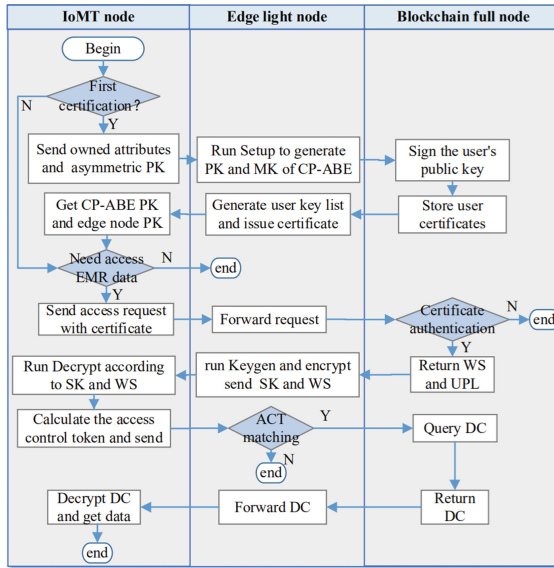 IoMT node
Edge light node
Blockchain full node
Begin
First
certification?
N
Y
Send owned attributes
and asymmetric PK
Run Setup to generate
PK and MK of CP-ABE
Sign the user's
public key
Get CP-ABE PK
and edge node PK
Generate user key list
and issue certificate
Store user
certificates
Need access
EMR data
N
end
Y
Send access request
with certificate
Forward request
Certificate
authentication
N
end
Y
Run Decrypt according
to SK and WS
run Keygen and encrypt
send SK and WS
Return WS
and UPL
Calculate the access
control token and send
ACT
matching
Y
Query DC
N
end
Decrypt DC
and get data
Forward DC
Return
DC
end